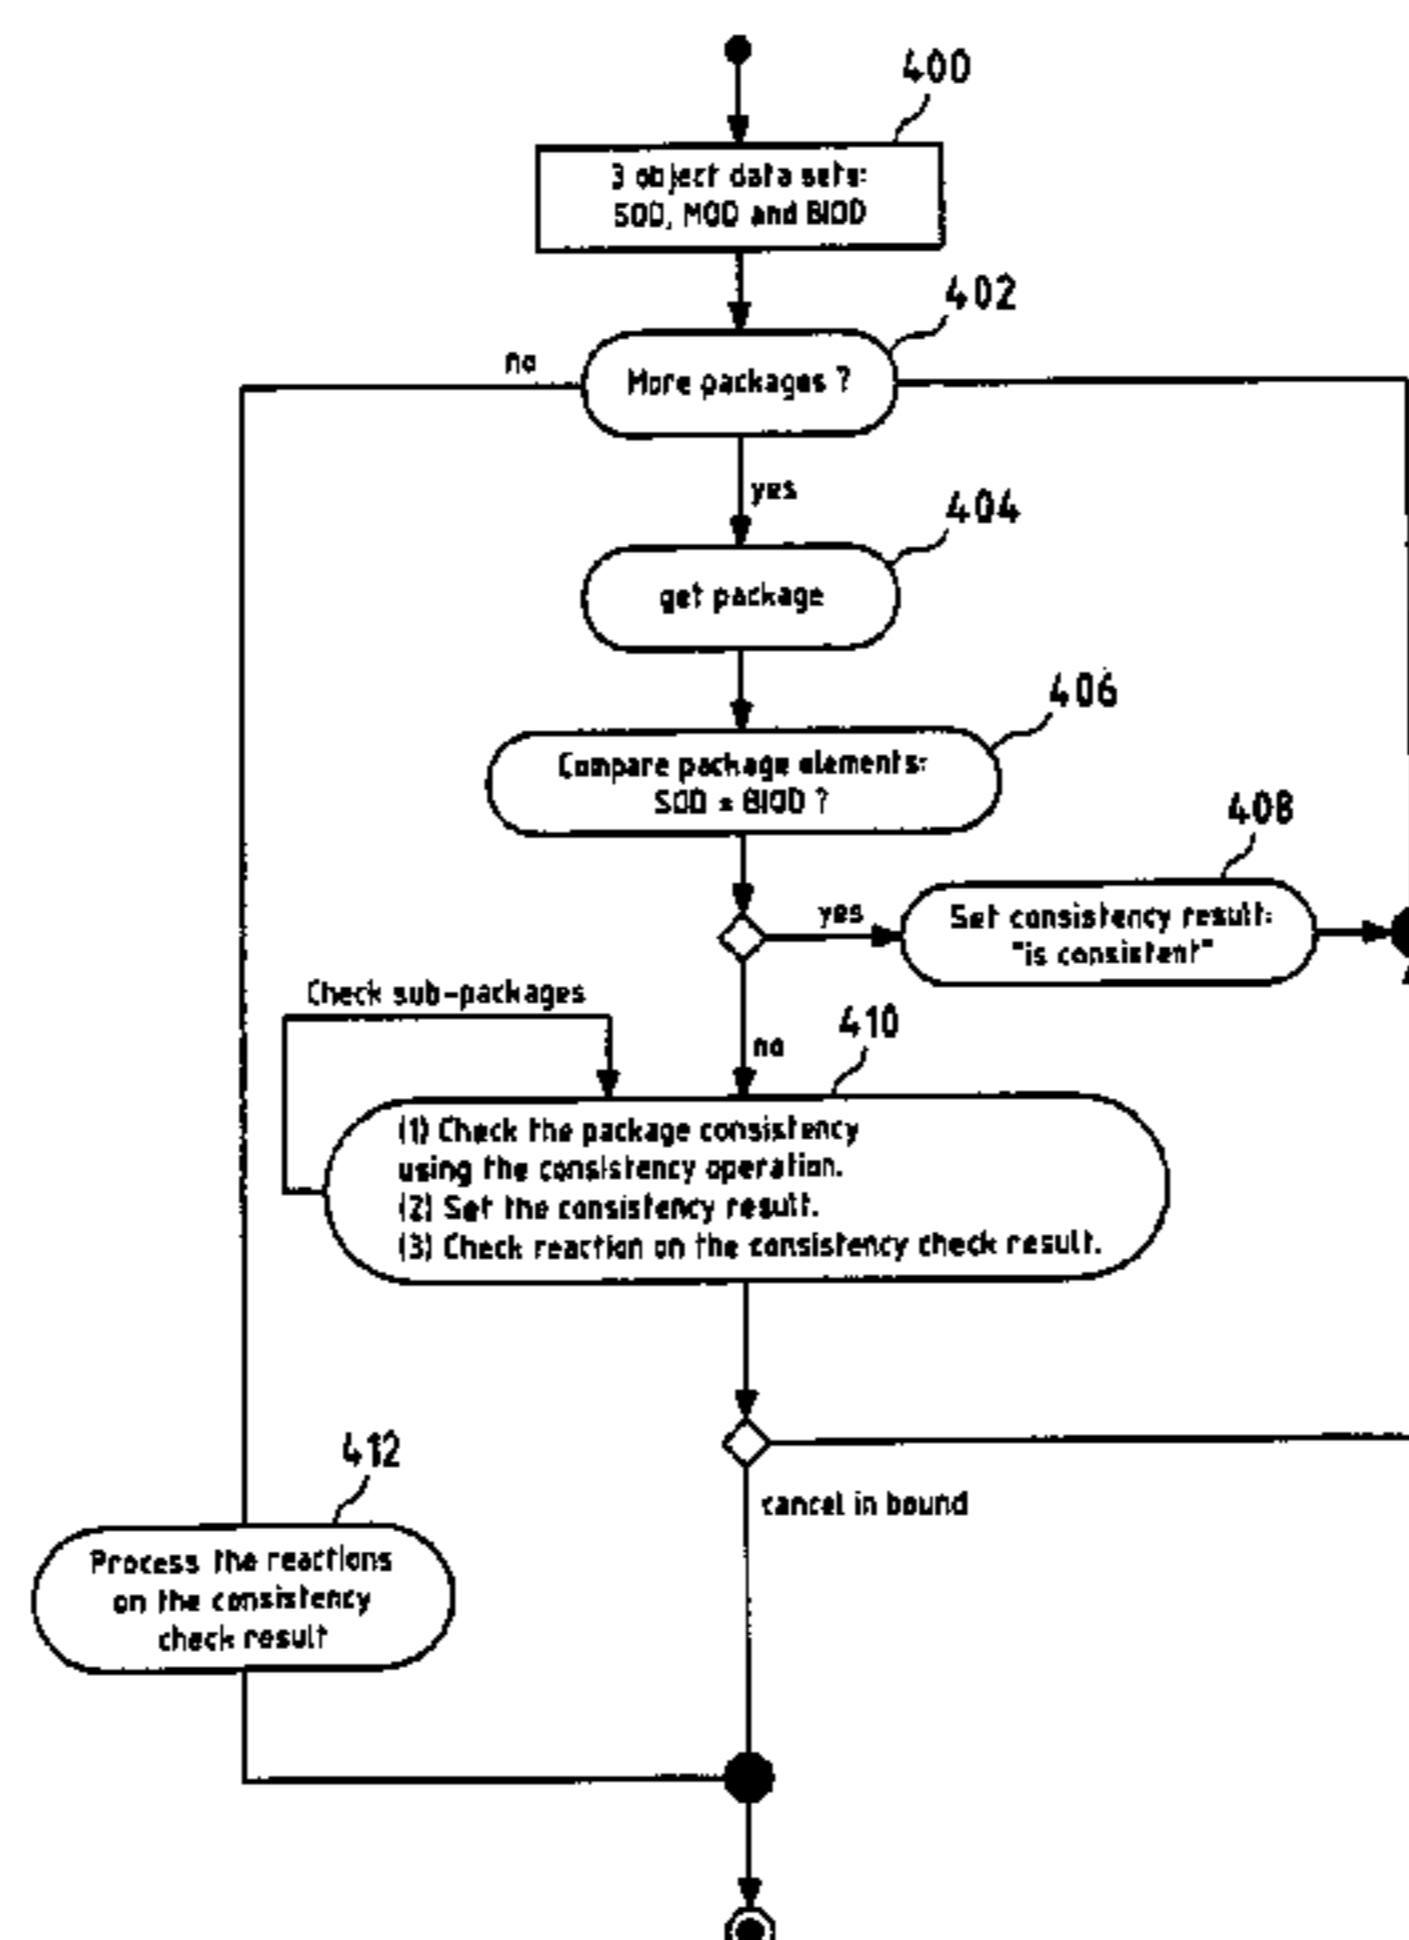 400
3 object data sets:
SOD, MOD and BIOD
402
no
More packages ?
yes
404
get package
406
Compare package elements:
SOD = BIOD ?
408
yes
Set consistency result:
"is consistent"
Check sub-packages
410
no
(1) Check the package consistency
using the consistency operation.
(2) Set the consistency result.
(3) Check reaction on the consistency check result.
412
cancel in bound
Process the reactions
on the consistency
check result